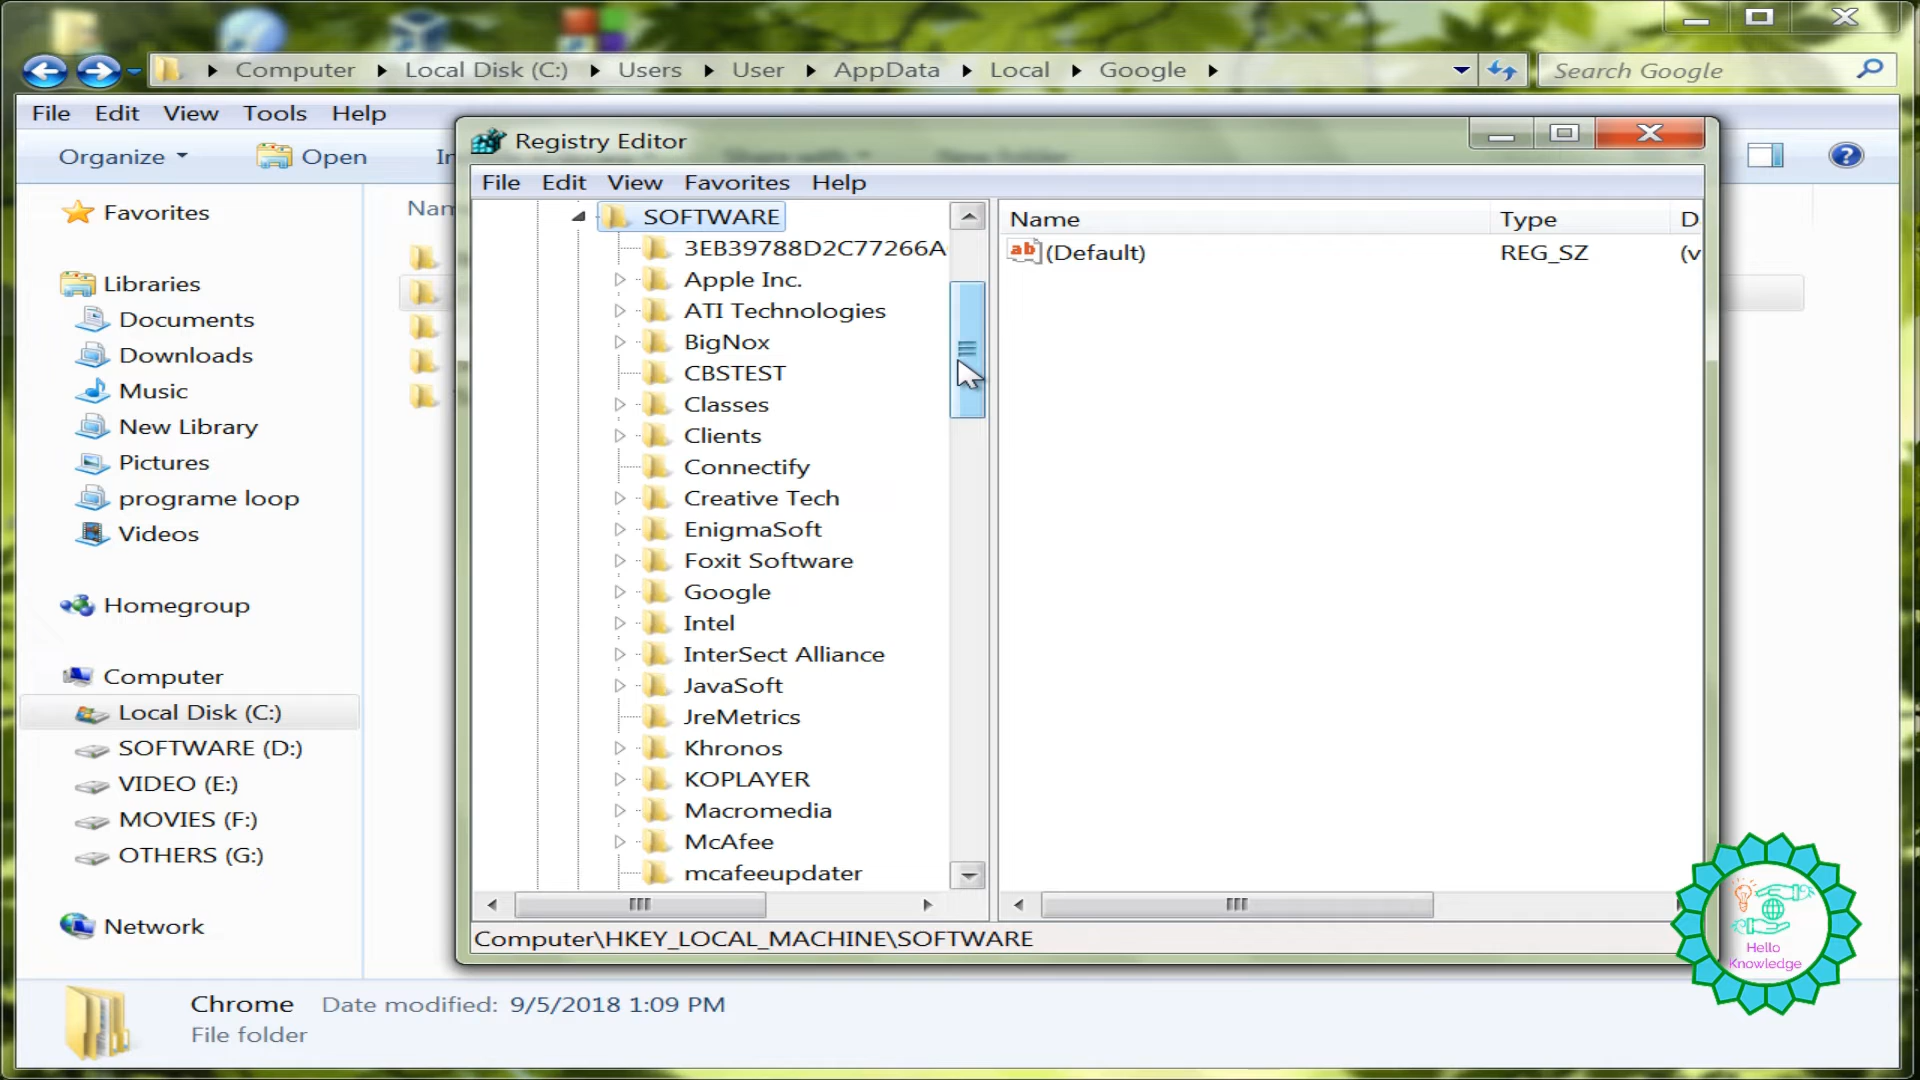 Computer Local Disk (C:) Users User AppData Local Google
Search Google
File Edit View Tools Help
Organize Open
Registry Editor
File Edit View Favorites Help
Favorites
Libraries
Documents
Downloads
Music
New Library
Pictures
programe loop
Videos
Homegroup
Computer
Local Disk (C:)
SOFTWARE (D:)
VIDEO (E:)
MOVIES (F:)
OTHERS (G:)
Network
SOFTWARE
3EB39788D2C77266A
Apple Inc.
ATI Technologies
BigNox
CBSTEST
Classes
Clients
Connectify
Creative Tech
EnigmaSoft
Foxit Software
Google
Intel
InterSect Alliance
JavaSoft
JreMetrics
Khronos
KOPLAYER
Macromedia
McAfee
mcafeeupdater
Name Type D
ab (Default) REG_SZ (v
Computer\HKEY_LOCAL_MACHINE\SOFTWARE
Chrome Date modified: 9/5/2018 1:09 PM
File folder
Hello
Knowledge